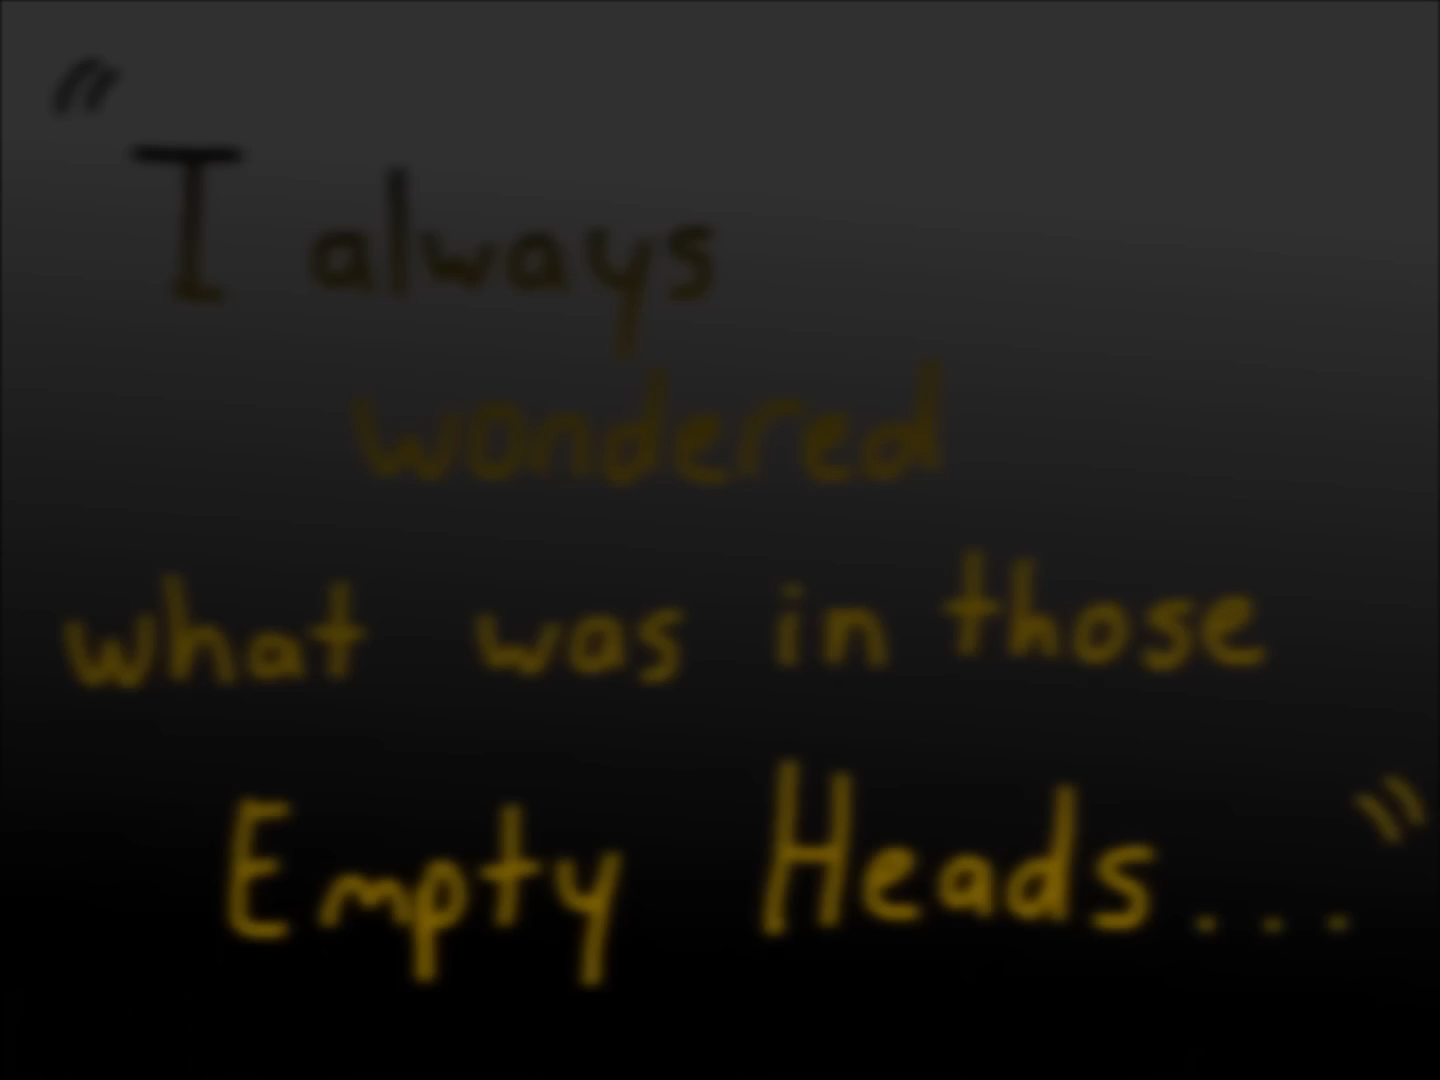 "I always
wondered
what was in those
Empty Heads..."